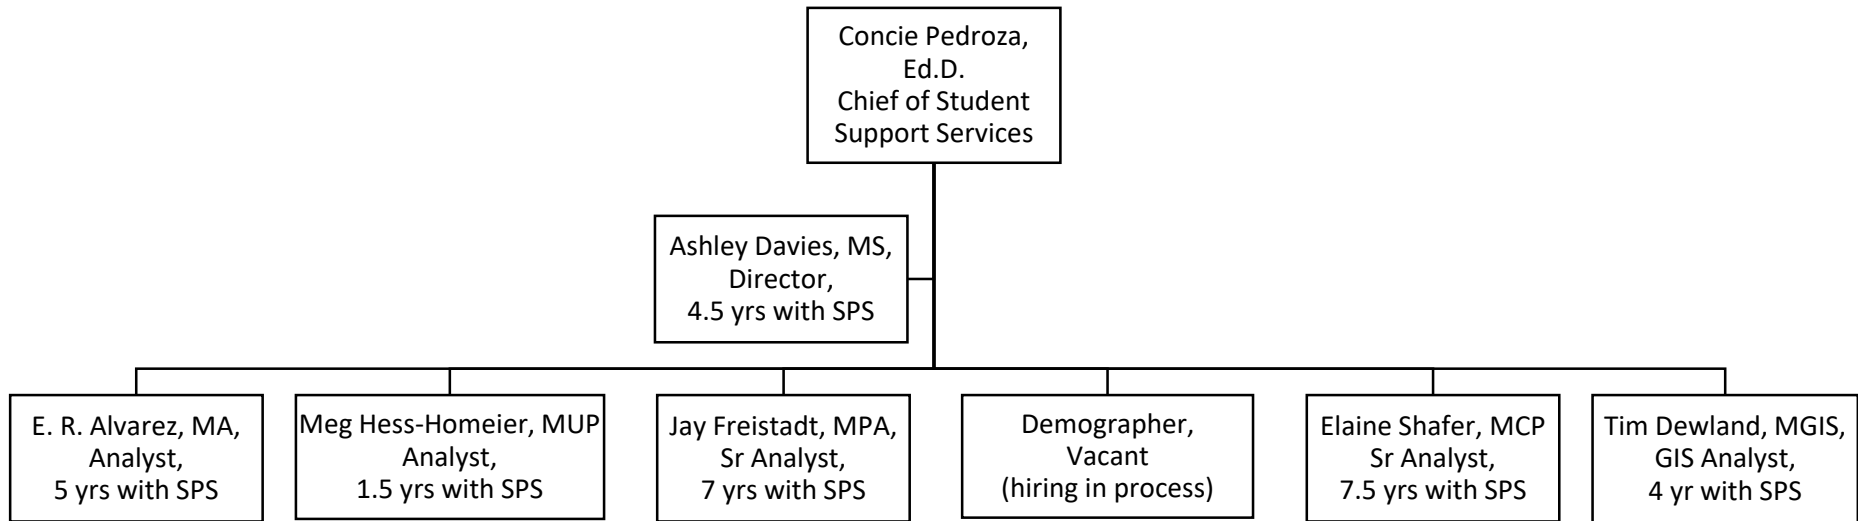 Concie Pedroza,
Ed.D.
Chief of Student
Support Services
Ashley Davies, MS,
Director,
4.5 yrs with SPS
E. R. Alvarez, MA,
Analyst,
5 yrs with SPS
Meg Hess-Homeier, MUP
Analyst,
1.5 yrs with SPS
Jay Freistadt, MPA,
Sr Analyst,
7 yrs with SPS
Demographer,
Vacant
(hiring in process)
Elaine Shafer, MCP
Sr Analyst,
7.5 yrs with SPS
Tim Dewland, MGIS,
GIS Analyst,
4 yr with SPS